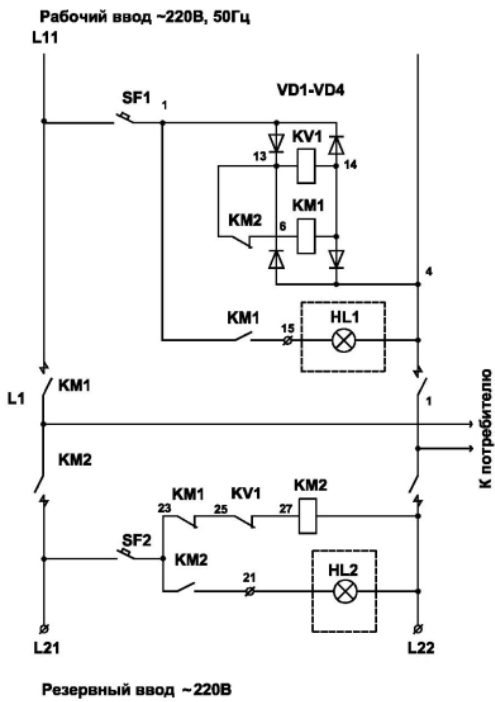 Рабочий ввод ~220В, 50Гц
L11
SF1
1
VD1-VD4
13
KV1
14
KM1
KM2
6
4
KM1
15
HL1
L1
KM1
1
KM2
К потребителю
KM1
KV1
KM2
23
25
27
SF2
KM2
21
HL2
L21
L22
Резервный ввод ~220В